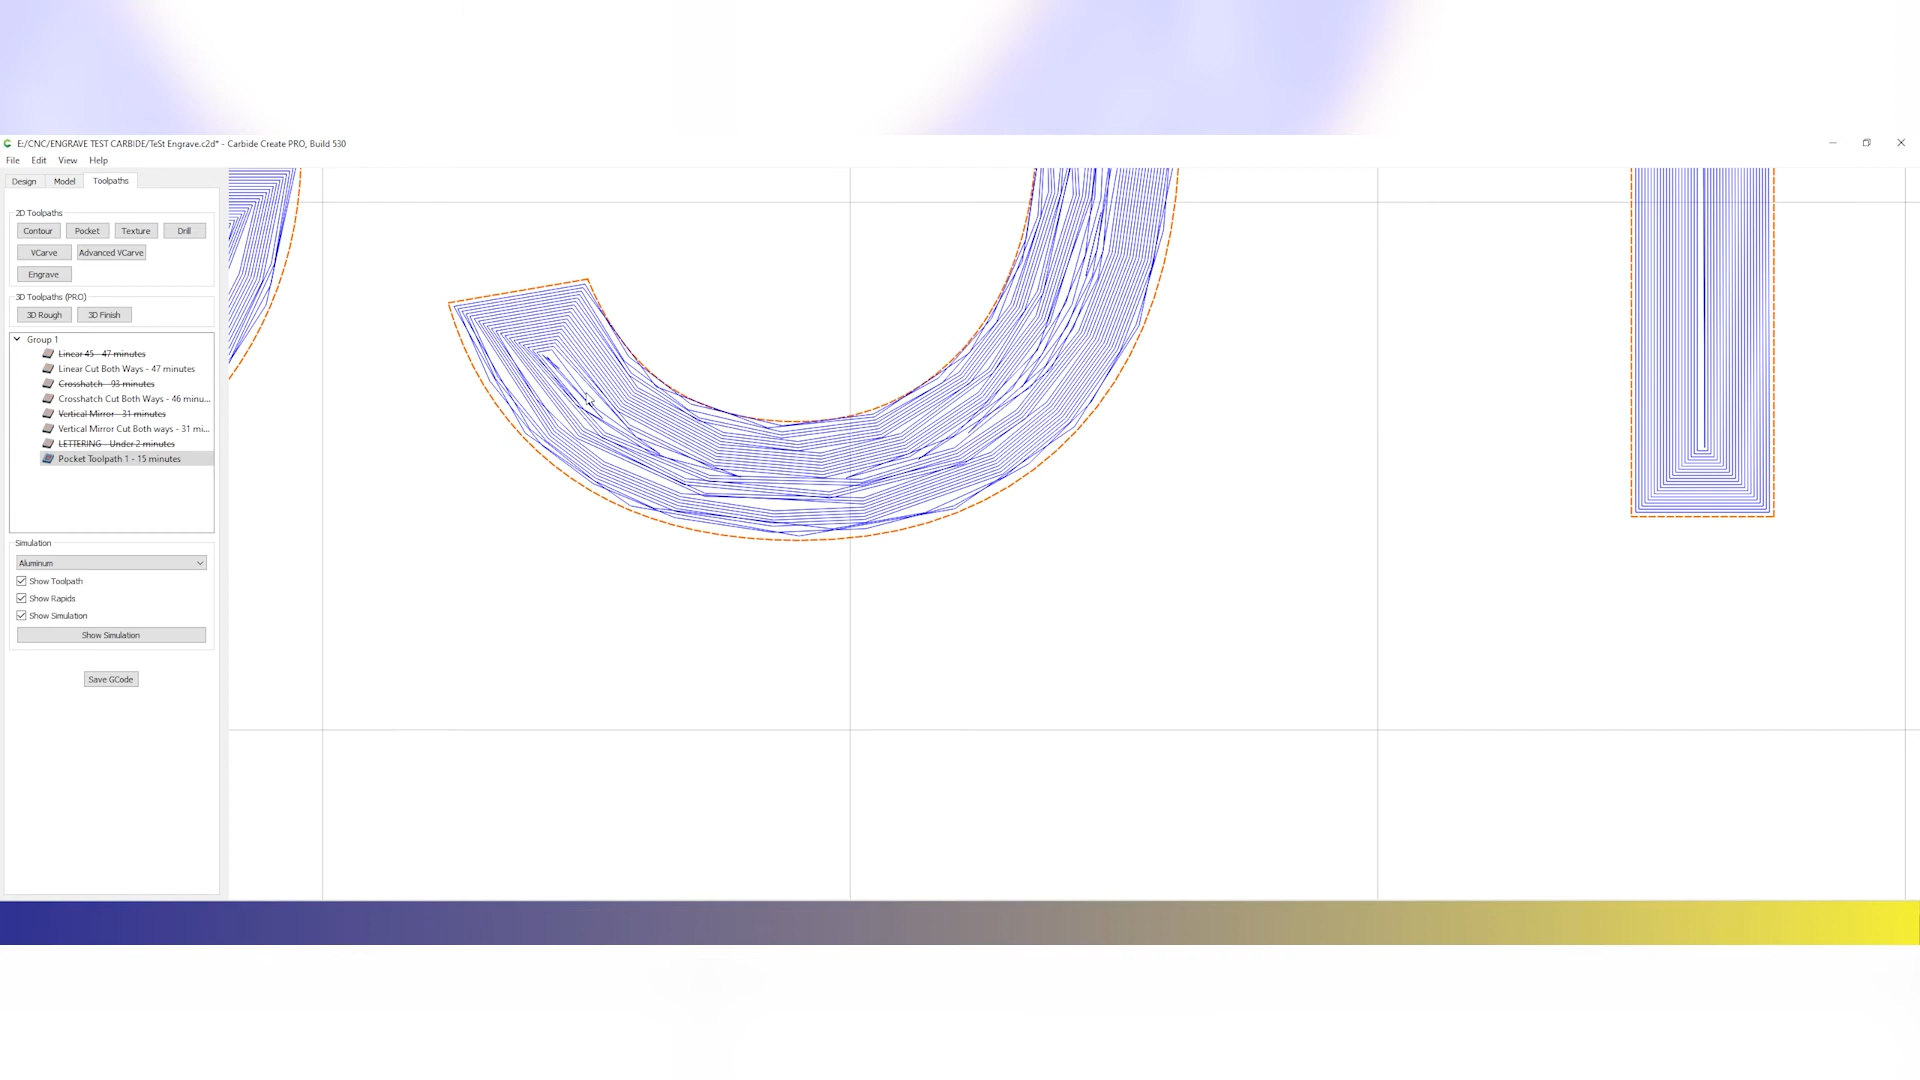 E:/CNC/ENGRAVE TEST CARBIDE/TeSt Engrave.c2d* - Carbide Create PRO, Build 530
File Edit View Help
Design Model Toolpaths
2D Toolpaths
Contour Pocket Texture Drill
VCarve Advanced VCarve
Engrave
3D Toolpaths (PRO)
3D Rough 3D Finish
Group 1
Linear 45 - 47 minutes
Linear Cut Both Ways - 47 minutes
Crosshatch - 93 minutes
Crosshatch Cut Both Ways - 46 minu...
Vertical Mirror - 31 minutes
Vertical Mirror Cut Both ways - 31 mi...
LETTERING - Under 2 minutes
Pocket Toolpath 1 - 15 minutes
Simulation
Aluminum
Show Toolpath
Show Rapids
Show Simulation
Show Simulation
Save GCode